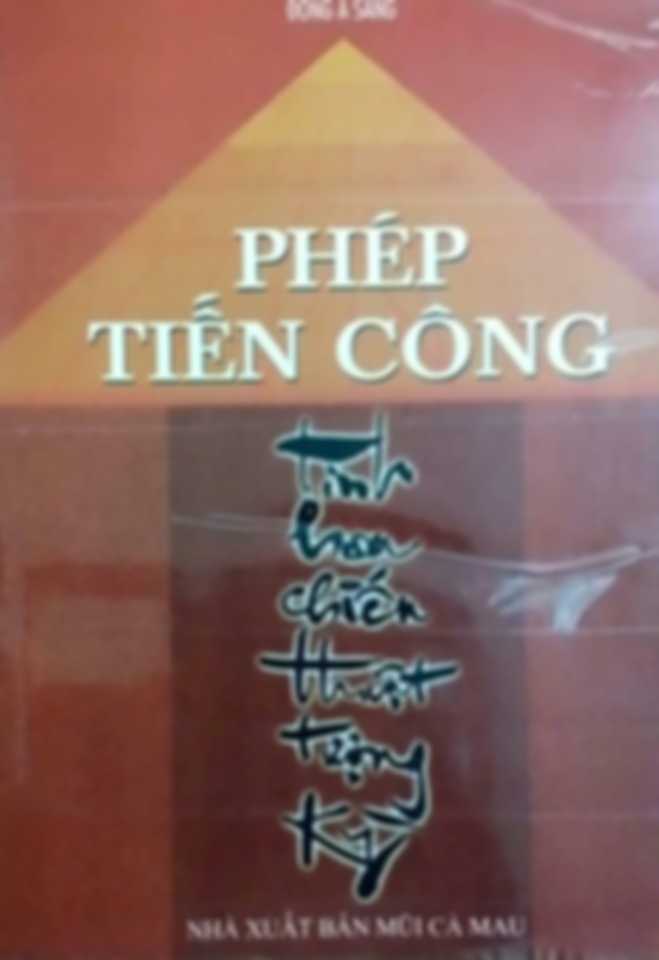 ĐÔNG A SÁNG
PHÉP
TIẾN CÔNG
Tinh
hoa
chiến
thuật
tượng
Kỳ
NHÀ XUẤT BẢN MŨI CÀ MAU